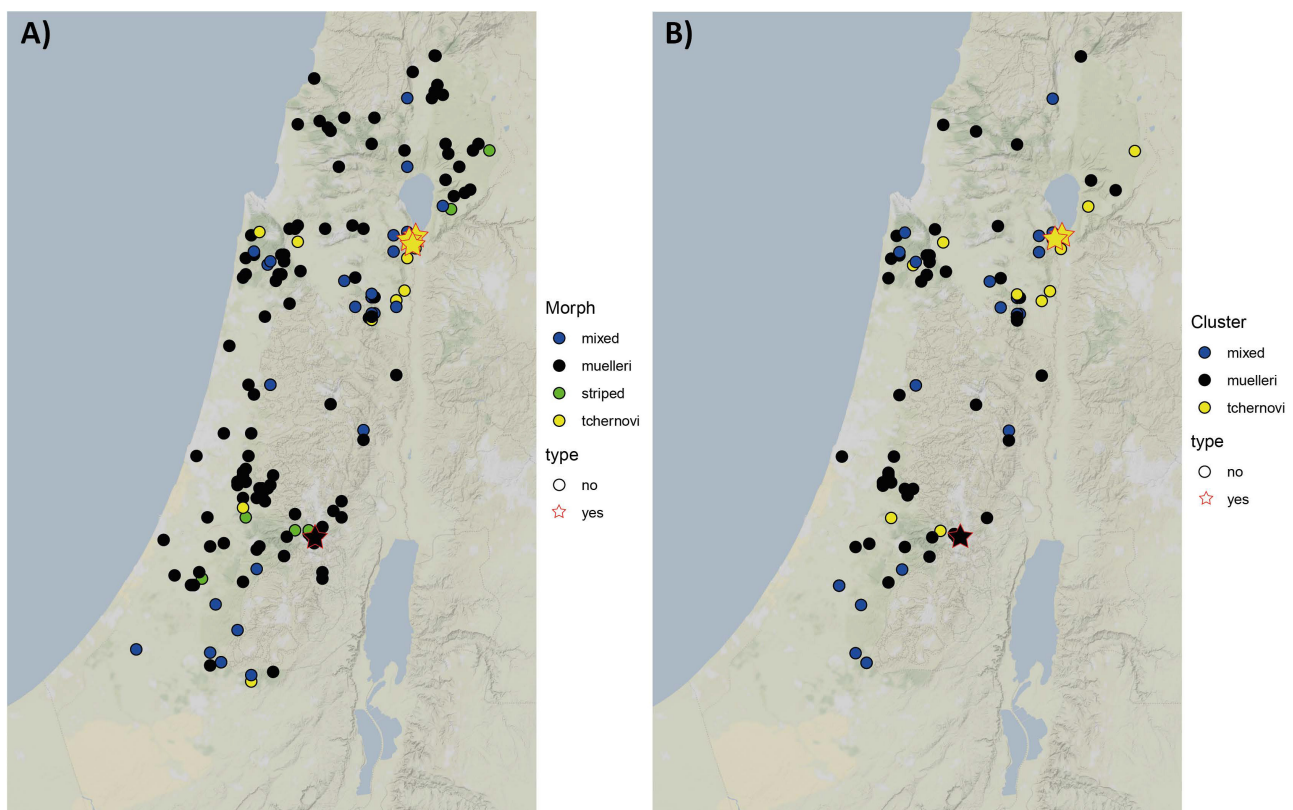 A)
Morph
mixed
muelleri
striped
tchernovi
type
no
yes
B)
Cluster
mixed
muelleri
tchernovi
type
no
yes